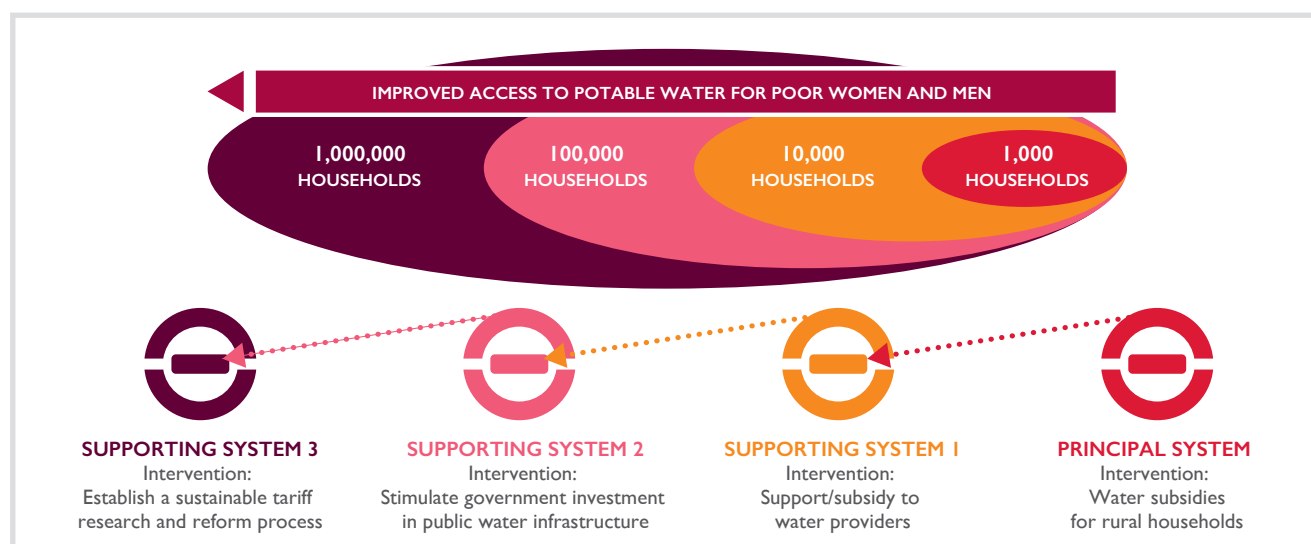 IMPROVED ACCESS TO POTABLE WATER FOR POOR WOMEN AND MEN
1,000,000
HOUSEHOLDS
100,000
HOUSEHOLDS
10,000
HOUSEHOLDS
1,000
HOUSEHOLDS
SUPPORTING SYSTEM 3
Intervention:
Establish a sustainable tariff
research and reform process
SUPPORTING SYSTEM 2
Intervention:
Stimulate government investment
in public water infrastructure
SUPPORTING SYSTEM 1
Intervention:
Support/subsidy to
water providers
PRINCIPAL SYSTEM
Intervention:
Water subsidies
for rural households